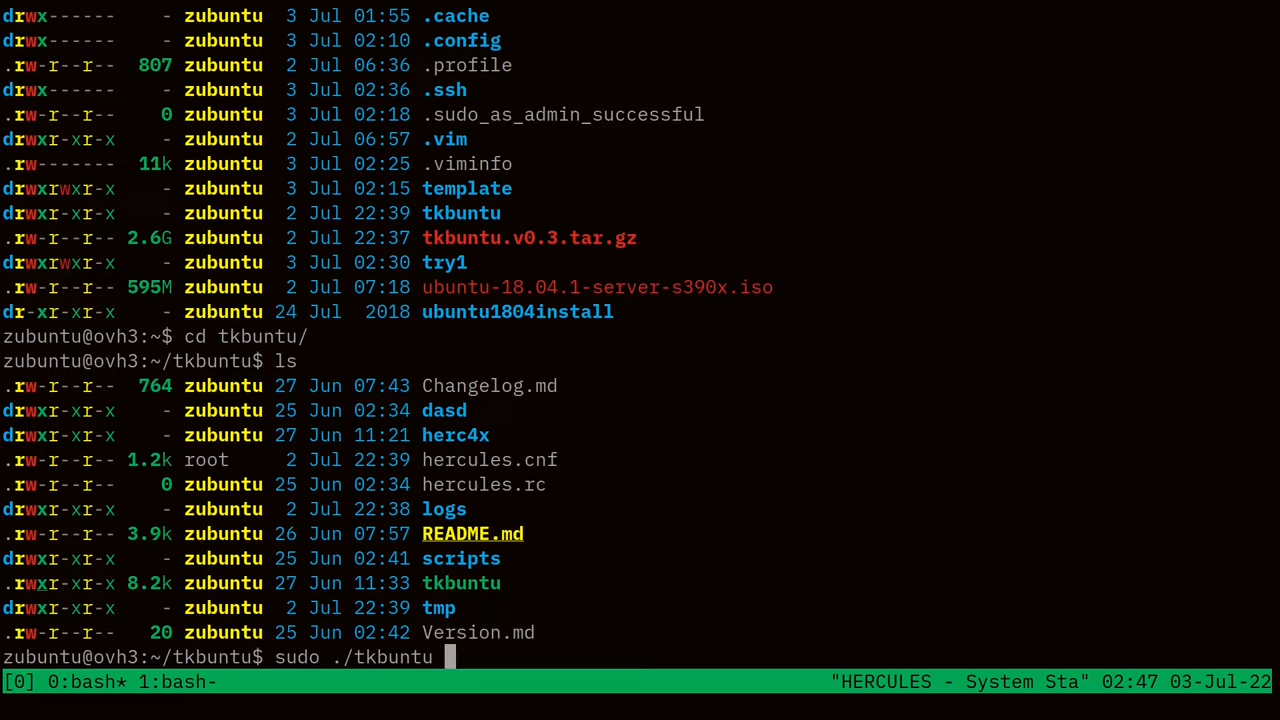 drwx------     - zubuntu  3 Jul 01:55 .cache
drwx------     - zubuntu  3 Jul 02:10 .config
.rw-r--r--   807 zubuntu  2 Jul 06:36 .profile
drwx------     - zubuntu  3 Jul 02:36 .ssh
.rw-r--r--     0 zubuntu  3 Jul 02:18 .sudo_as_admin_successful
drwxr-xr-x     - zubuntu  2 Jul 06:57 .vim
.rw-------   11k zubuntu  3 Jul 02:25 .viminfo
drwxrwxr-x     - zubuntu  3 Jul 02:15 template
drwxr-xr-x     - zubuntu  2 Jul 22:39 tkbuntu
.rw-r--r--  2.6G zubuntu  2 Jul 22:37 tkbuntu.v0.3.tar.gz
drwxrwxr-x     - zubuntu  3 Jul 02:30 try1
.rw-r--r--  595M zubuntu  2 Jul 07:18 ubuntu-18.04.1-server-s390x.iso
dr-xr-xr-x     - zubuntu 24 Jul  2018 ubuntu1804install
zubuntu@ovh3:~$ cd tkbuntu/
zubuntu@ovh3:~/tkbuntu$ ls
.rw-r--r--   764 zubuntu 27 Jun 07:43 Changelog.md
drwxr-xr-x     - zubuntu 25 Jun 02:34 dasd
drwxr-xr-x     - zubuntu 27 Jun 11:21 herc4x
.rw-r--r--  1.2k root     2 Jul 22:39 hercules.cnf
.rw-r--r--     0 zubuntu 25 Jun 02:34 hercules.rc
drwxr-xr-x     - zubuntu  2 Jul 22:38 logs
.rw-r--r--  3.9k zubuntu 26 Jun 07:57 README.md
drwxr-xr-x     - zubuntu 25 Jun 02:41 scripts
.rwxr-xr-x  8.2k zubuntu 27 Jun 11:33 tkbuntu
drwxr-xr-x     - zubuntu  2 Jul 22:39 tmp
.rw-r--r--    20 zubuntu 25 Jun 02:42 Version.md
zubuntu@ovh3:~/tkbuntu$ sudo ./tkbuntu
[0] 0:bash* 1:bash- "HERCULES - System Sta" 02:47 03-Jul-22